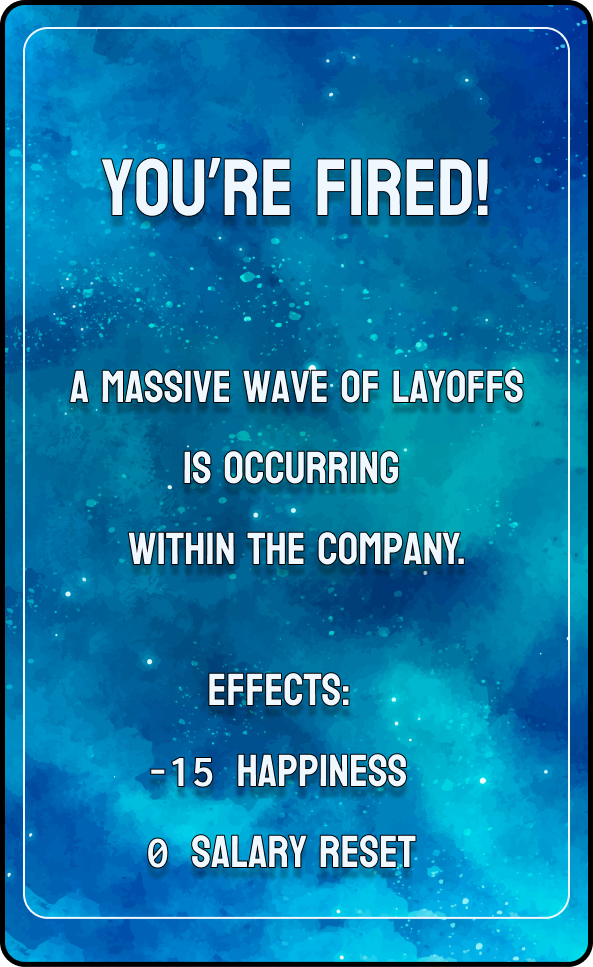 YOU'RE FIRED!
A MASSIVE WAVE OF LAYOFFS
IS OCCURRING
WITHIN THE COMPANY.
EFFECTS:
-15 HAPPINESS
0 SALARY RESET